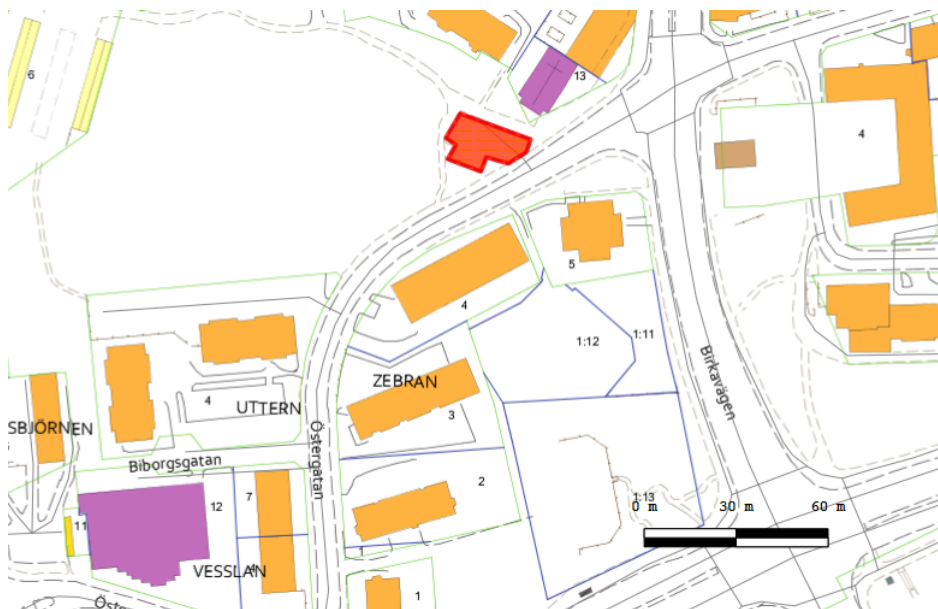 6
13
4
5
4
1:12
1:11
Birkavägen
ZEBRAN
4
UTTERN
3
SBJÖRNEN
Östergatan
Biborgsgatan
2
7
12
1:13
0 m 30 m 60 m
11
1
VESSLAN
1